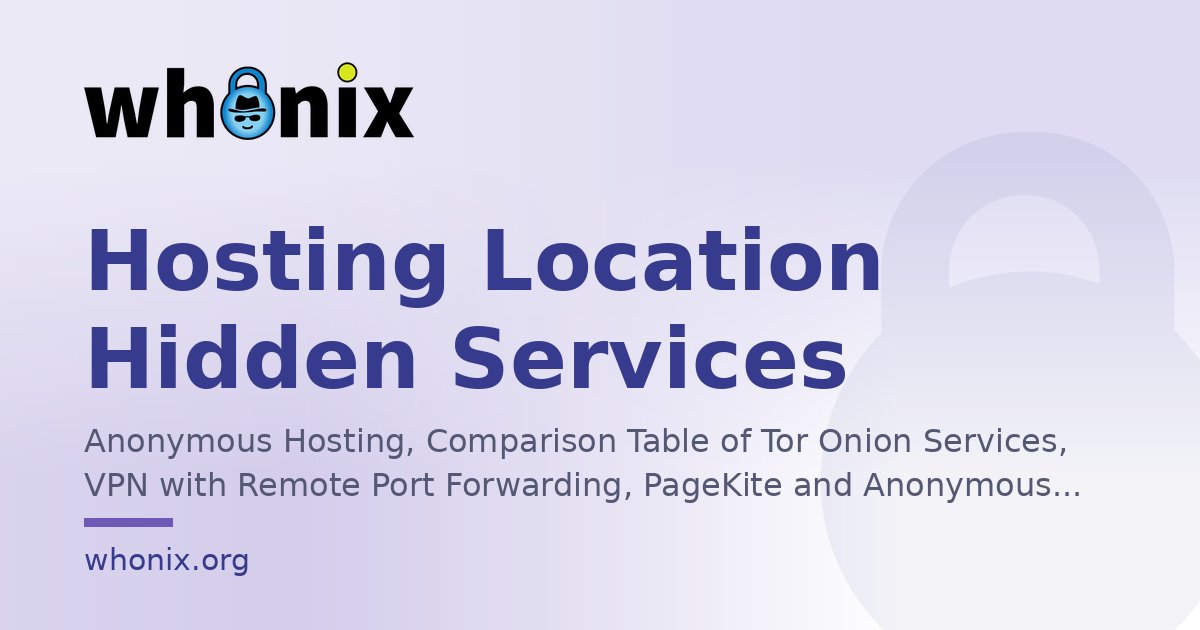 whonix
Hosting Location
Hidden Services
Anonymous Hosting, Comparison Table of Tor Onion Services,
VPN with Remote Port Forwarding, PageKite and Anonymous...
whonix.org